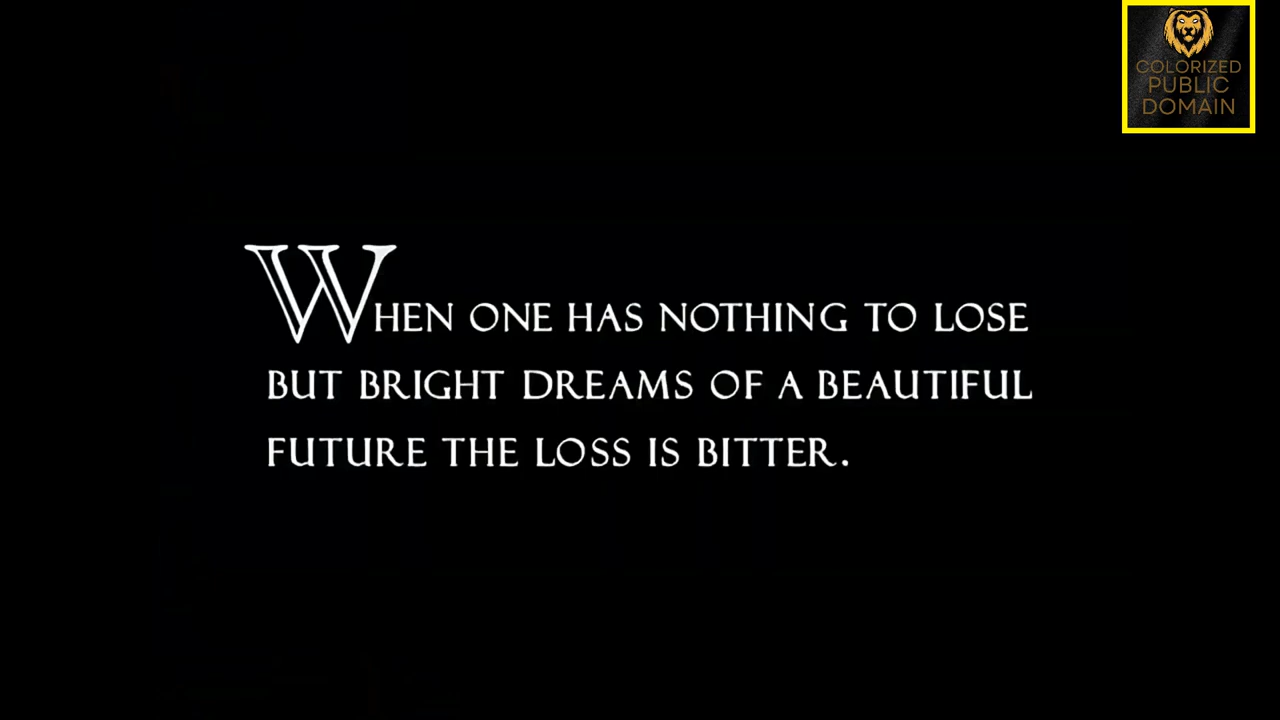 COLORIZED
PUBLIC
DOMAIN
WHEN ONE HAS NOTHING TO LOSE
BUT BRIGHT DREAMS OF A BEAUTIFUL
FUTURE THE LOSS IS BITTER.